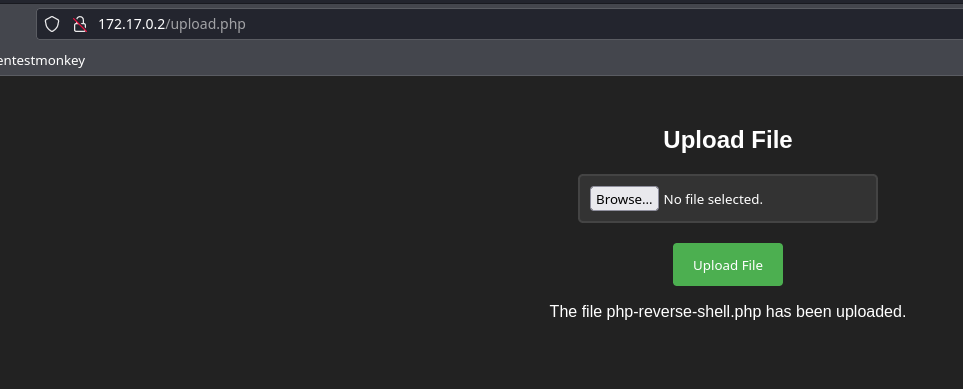 172.17.0.2/upload.php
entestmonkey
Upload File
Browse... No file selected.
Upload File
The file php-reverse-shell.php has been uploaded.